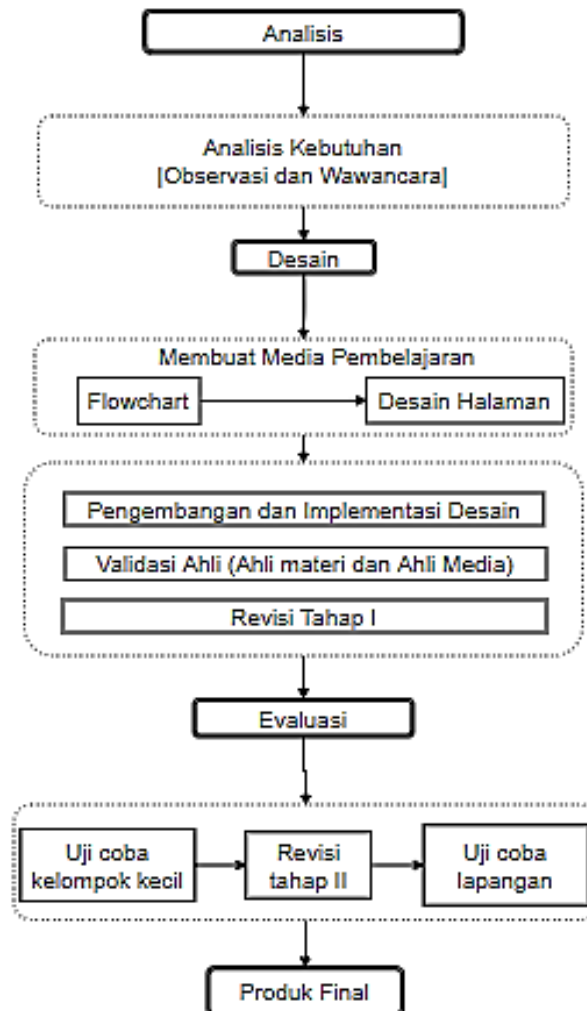 Analisis
Analisis Kebutuhan
[Observasi dan Wawancara]
Desain
Membuat Media Pembelajaran
Flowchart
Desain Halaman
Pengembangan dan Implementasi Desain
Validasi Ahli (Ahli materi dan Ahli Media)
Revisi Tahap I
Evaluasi
Uji coba
kelompok kecil
Revisi
tahap II
Uji coba
lapangan
Produk Final